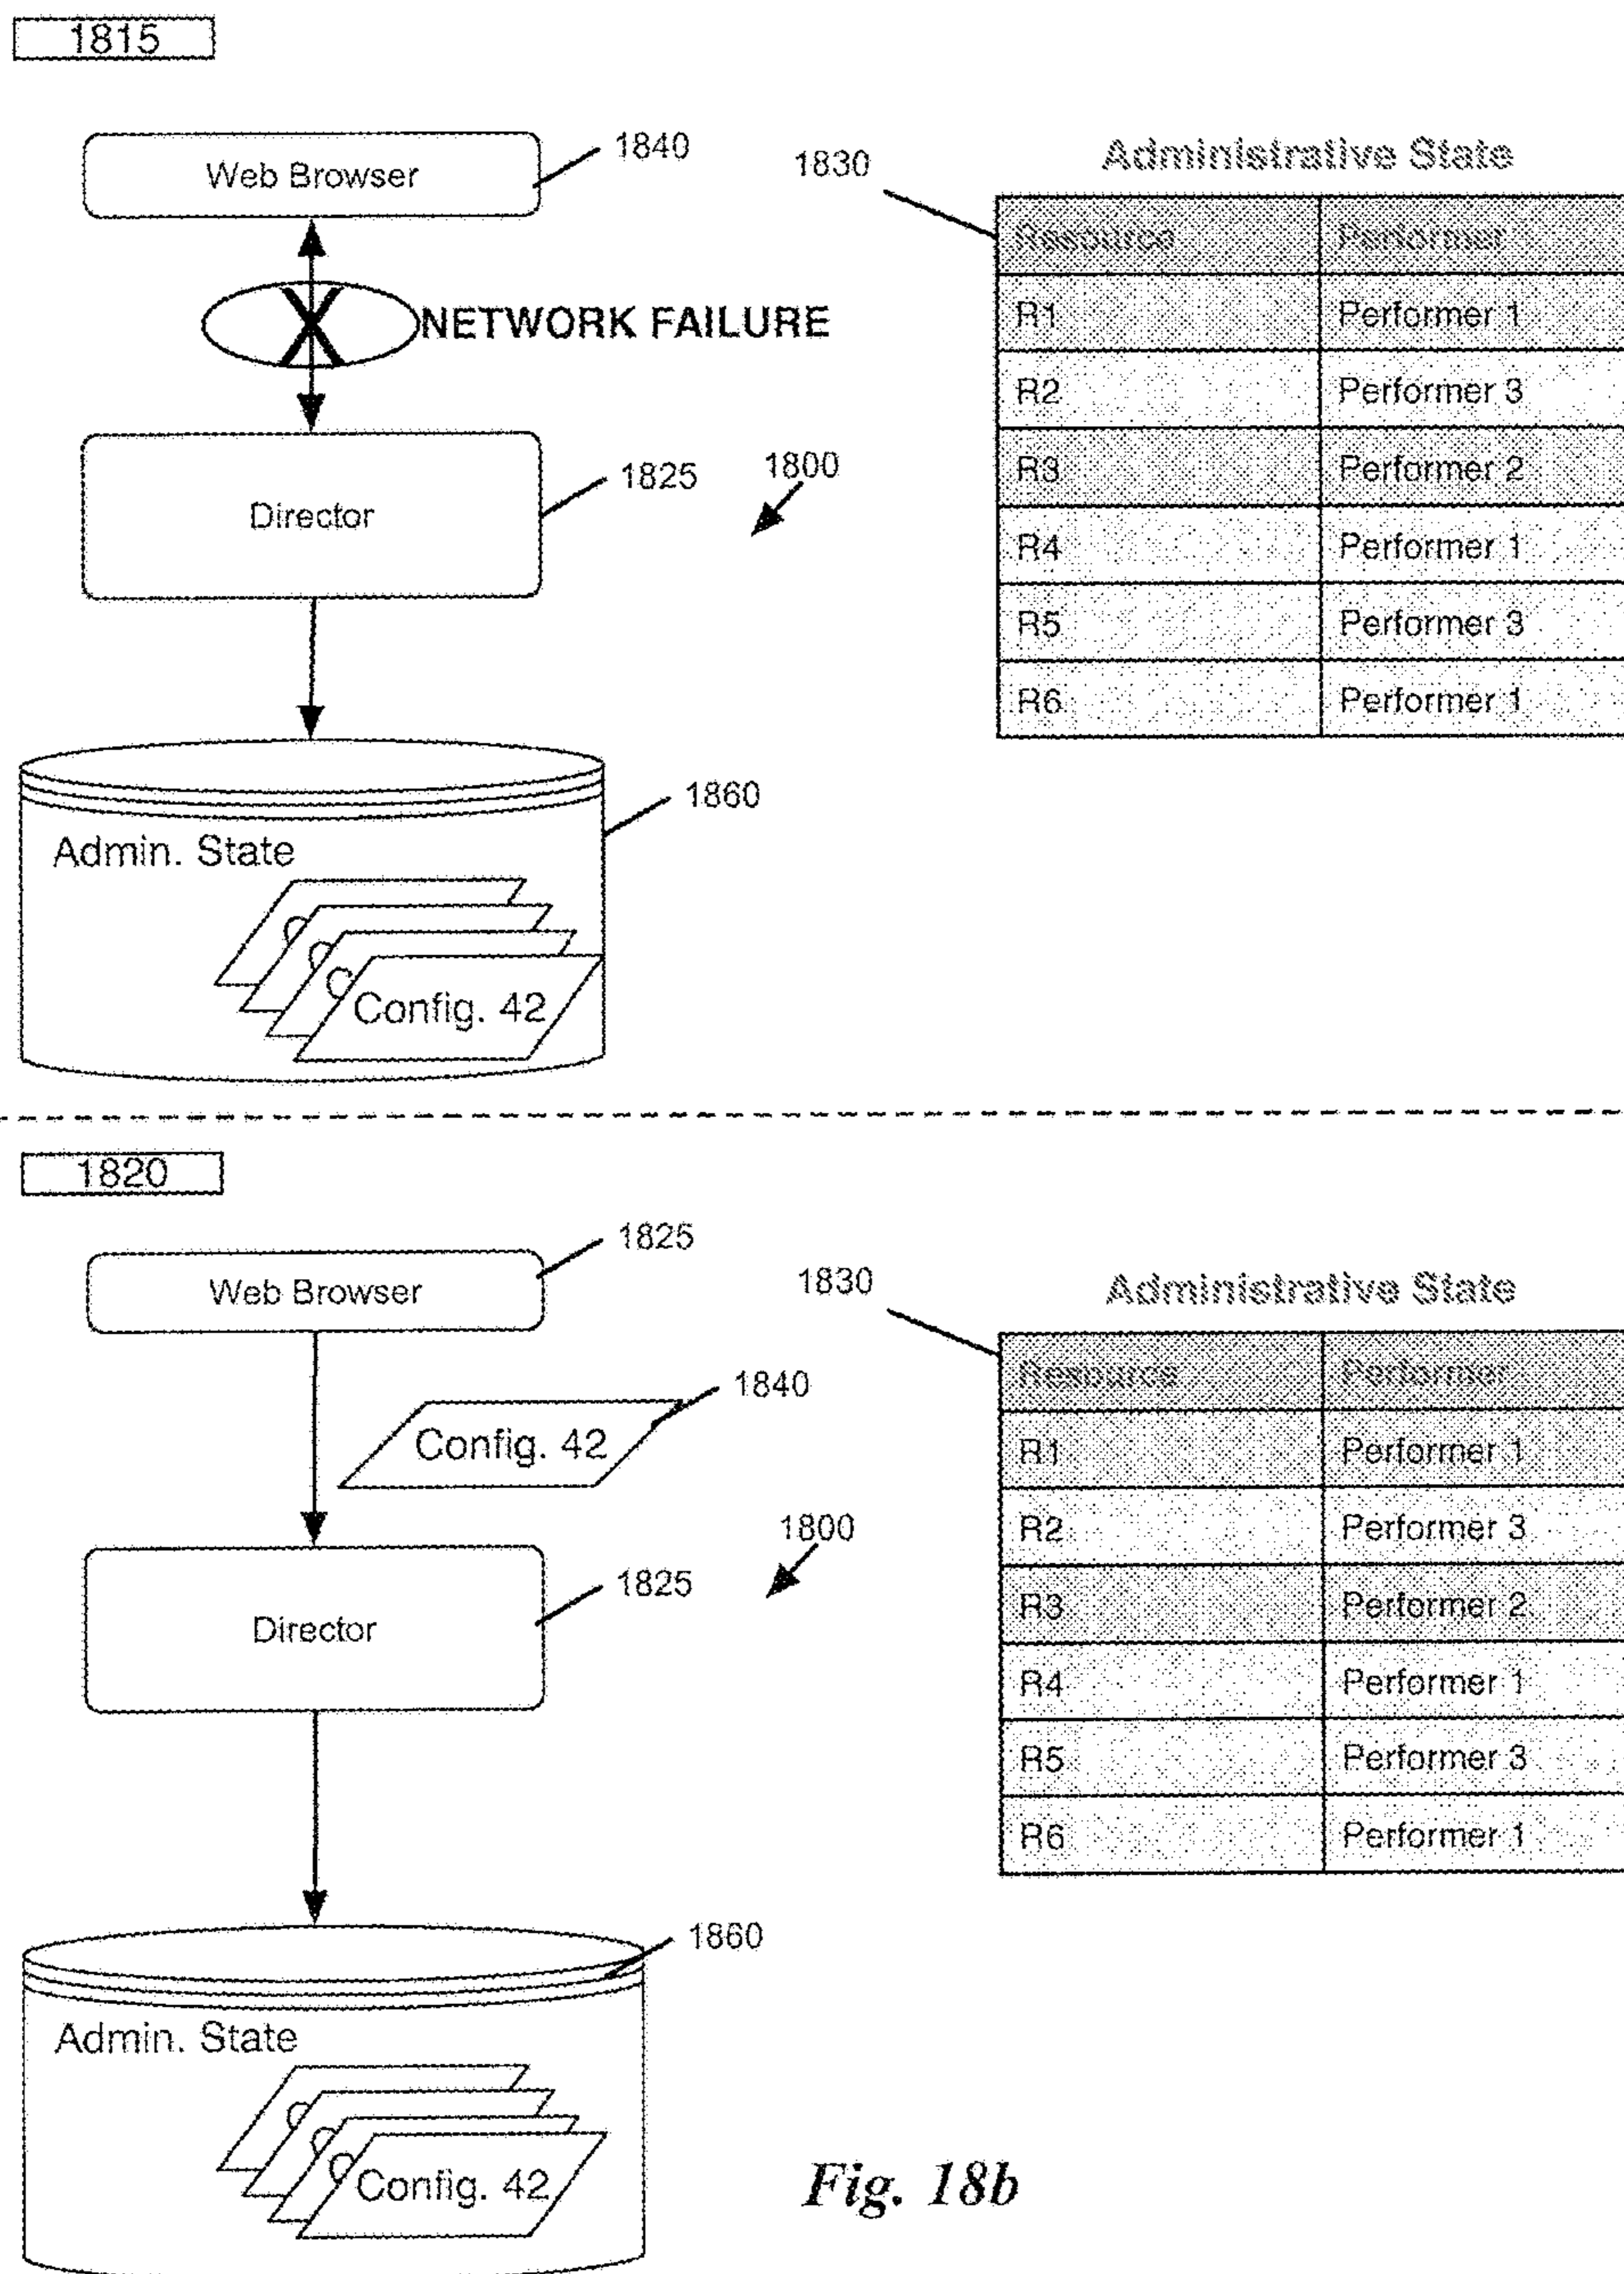 1815
Web Browser
1840
X
NETWORK FAILURE
Director
1825
1800
1830
Administrative State
Resource Performer
R1 Performer 1
R2 Performer 3
R3 Performer 2
R4 Performer 1
R5 Performer 3
R6 Performer 1
1860
Admin. State
C
C
C
Config. 42
1820
Web Browser
1825
1840
Config. 42
Director
1825
1800
1830
Administrative State
Resource Performer
R1 Performer 1
R2 Performer 3
R3 Performer 2
R4 Performer 1
R5 Performer 3
R6 Performer 1
1860
Admin. State
C
C
C
Config. 42
Fig. 18b